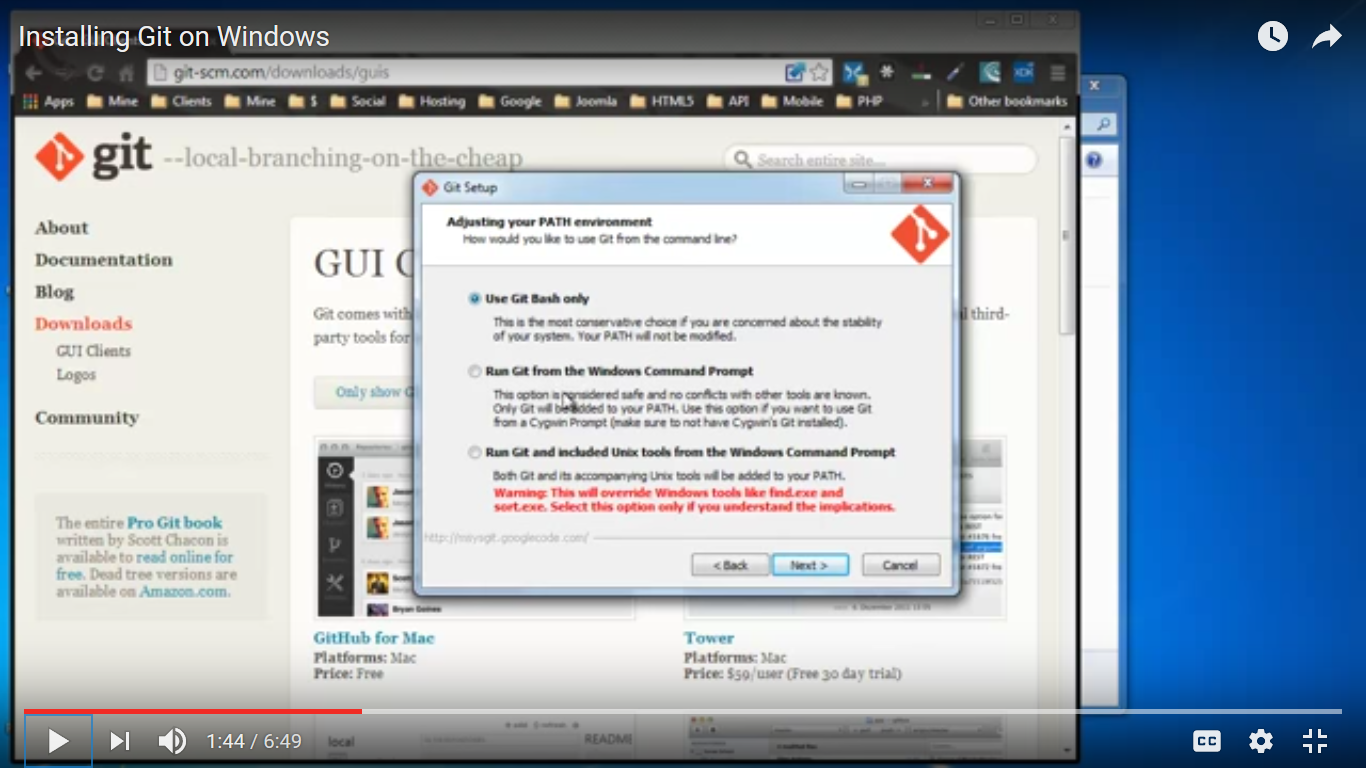 Installing Git on Windows
git-scm.com/downloads/guis
Apps Mine Clients Mine $ Social Hosting Google Joomla HTML5 API Mobile PHP » Other bookmarks
git --local-branching-on-the-cheap
Search entire site...
About
Documentation
Blog
Downloads
GUI Clients
Logos
Community
The entire Pro Git book
written by Scott Chacon is
available to read online for
free. Dead tree versions are
available on Amazon.com.
GUI C
Git comes with
l third-
party tools for
Only show G
Git Setup
Adjusting your PATH environment
How would you like to use Git from the command line?
Use Git Bash only
This is the most conservative choice if you are concerned about the stability
of your system. Your PATH will not be modified.
Run Git from the Windows Command Prompt
This option is considered safe and no conflicts with other tools are known.
Only Git will be added to your PATH. Use this option if you want to use Git
from a Cygwin Prompt (make sure to not have Cygwin's Git installed).
Run Git and included Unix tools from the Windows Command Prompt
Both Git and its accompanying Unix tools will be added to your PATH.
Warning: This will override Windows tools like find.exe and
sort.exe. Select this option only if you understand the implications.
http://msysgit.googlecode.com/
< Back Next > Cancel
Bryan Goines
GitHub for Mac
Platforms: Mac
Price: Free
Tower
Platforms: Mac
Price: $59/user (Free 30 day trial)
local
README
1:44 / 6:49
CC